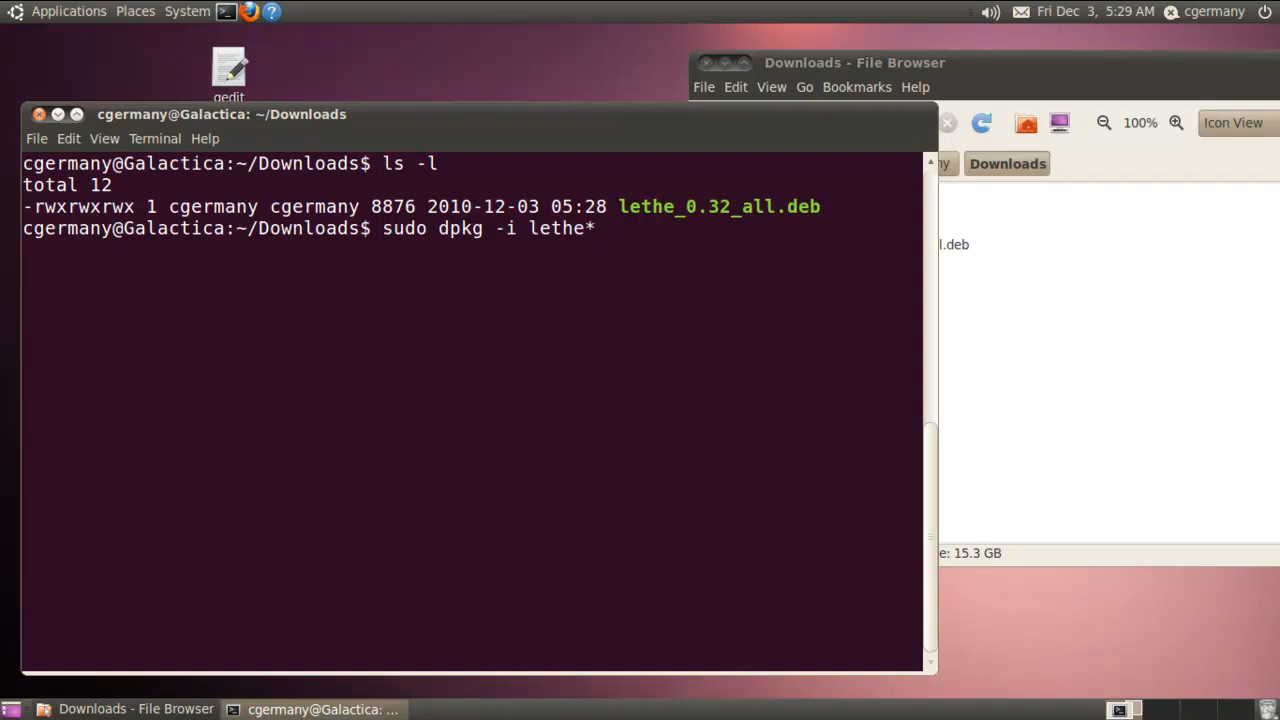 Applications Places System Fri Dec 3, 5:29 AM cgermany
gedit
Downloads - File Browser
File Edit View Go Bookmarks Help
100% Icon View
Downloads
l.deb
e: 15.3 GB
cgermany@Galactica: ~/Downloads
File Edit View Terminal Help
cgermany@Galactica:~/Downloads$ ls -l
total 12
-rwxrwxrwx 1 cgermany cgermany 8876 2010-12-03 05:28 lethe_0.32_all.deb
cgermany@Galactica:~/Downloads$ sudo dpkg -i lethe*
Downloads - File Browser cgermany@Galactica: ...